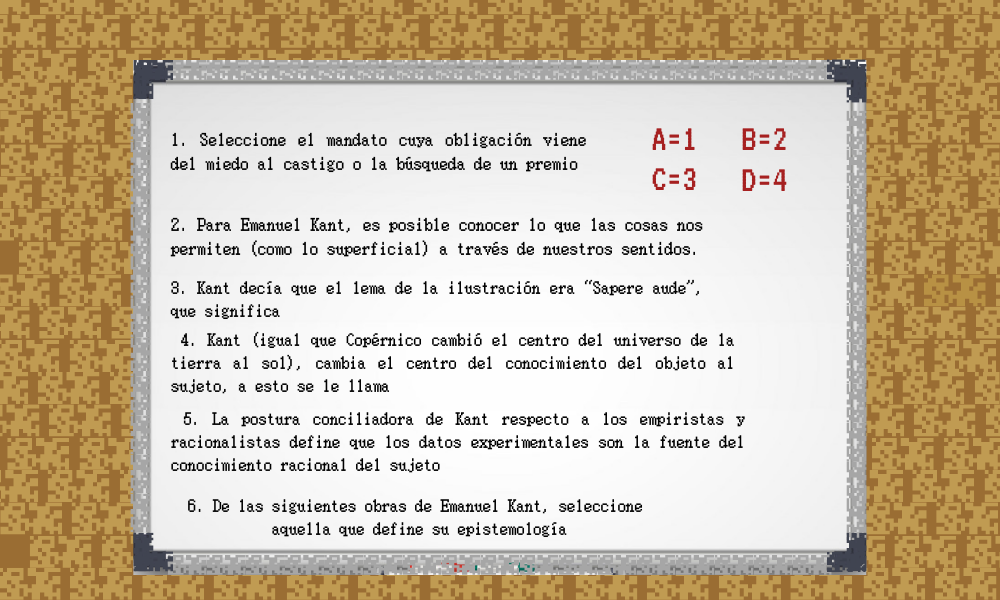 1. Seleccione el mandato cuya obligación viene
del miedo al castigo o la búsqueda de un premio
A=1 B=2
C=3 D=4
2. Para Emanuel Kant, es posible conocer lo que las cosas nos
permiten (como lo superficial) a través de nuestros sentidos.
3. Kant decía que el lema de la ilustración era “Sapere aude”,
que significa
4. Kant (igual que Copérnico cambió el centro del universo de la
tierra al sol), cambia el centro del conocimiento del objeto al
sujeto, a esto se le llama
5. La postura conciliadora de Kant respecto a los empiristas y
racionalistas define que los datos experimentales son la fuente del
conocimiento racional del sujeto
6. De las siguientes obras de Emanuel Kant, seleccione
aquella que define su epistemología